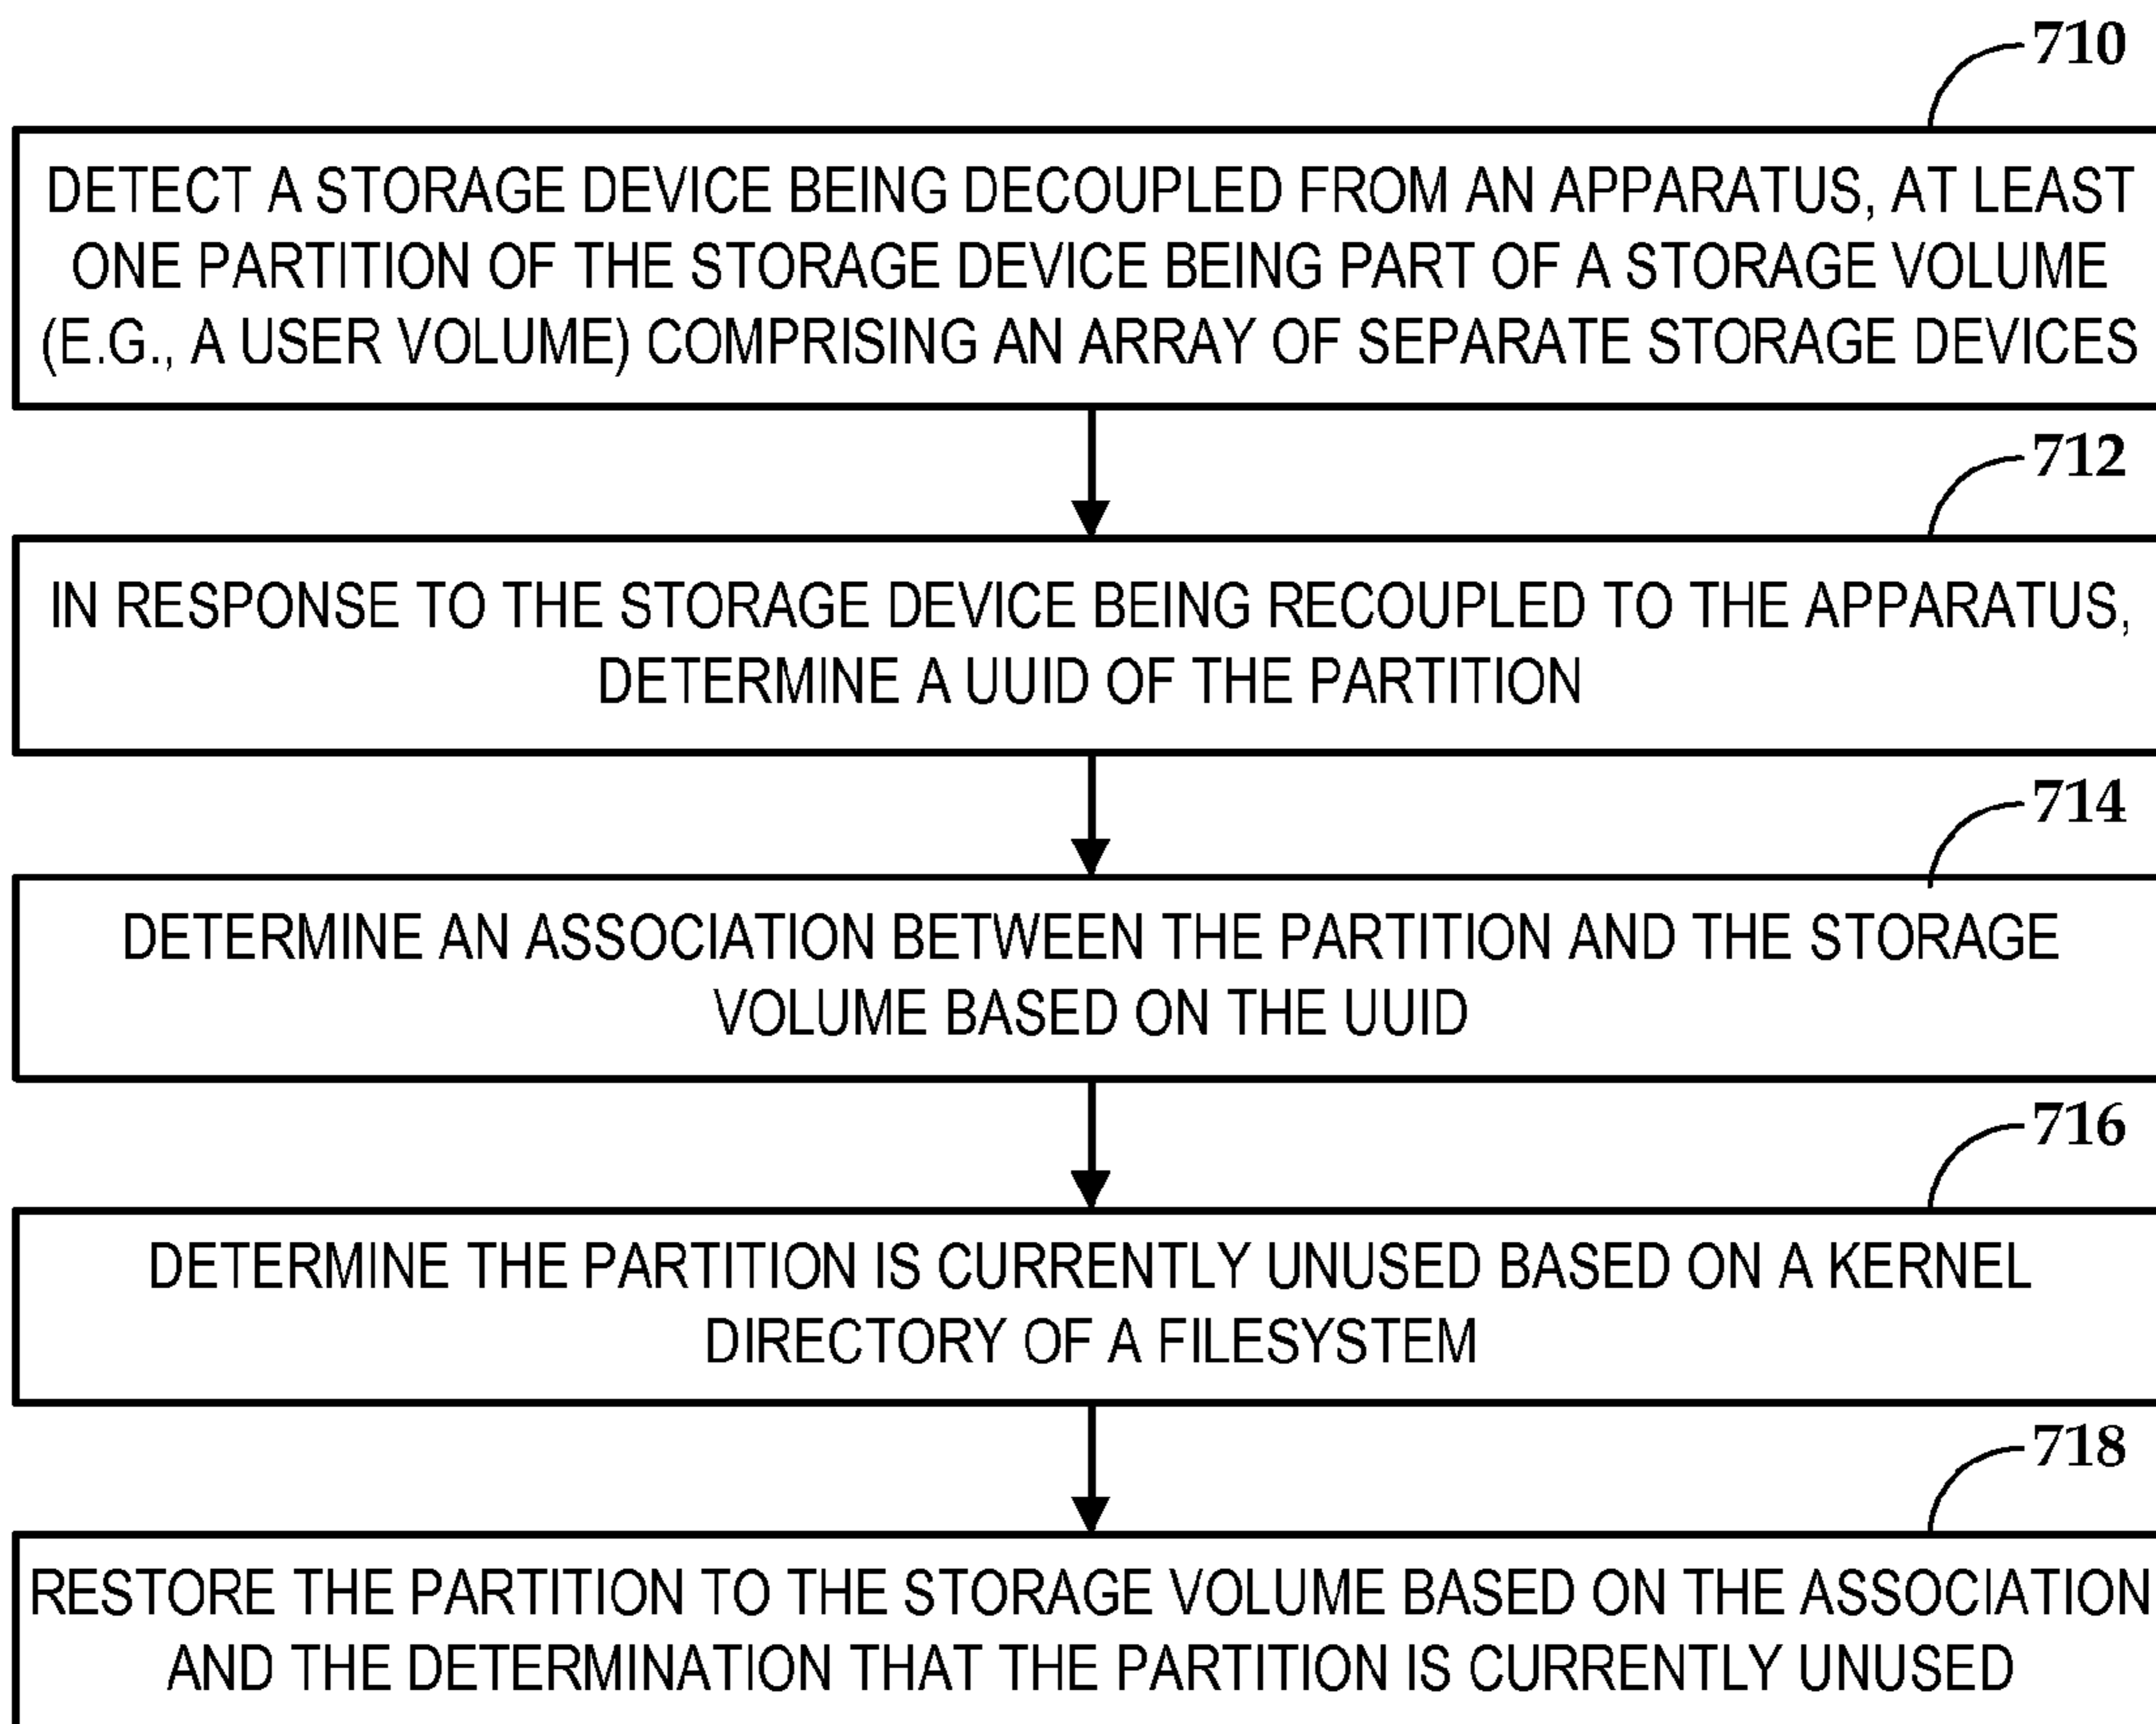 710
DETECT A STORAGE DEVICE BEING DECOUPLED FROM AN APPARATUS, AT LEAST
ONE PARTITION OF THE STORAGE DEVICE BEING PART OF A STORAGE VOLUME
(E.G., A USER VOLUME) COMPRISING AN ARRAY OF SEPARATE STORAGE DEVICES
712
IN RESPONSE TO THE STORAGE DEVICE BEING RECOUPLED TO THE APPARATUS,
DETERMINE A UUID OF THE PARTITION
714
DETERMINE AN ASSOCIATION BETWEEN THE PARTITION AND THE STORAGE
VOLUME BASED ON THE UUID
716
DETERMINE THE PARTITION IS CURRENTLY UNUSED BASED ON A KERNEL
DIRECTORY OF A FILESYSTEM
718
RESTORE THE PARTITION TO THE STORAGE VOLUME BASED ON THE ASSOCIATION
AND THE DETERMINATION THAT THE PARTITION IS CURRENTLY UNUSED